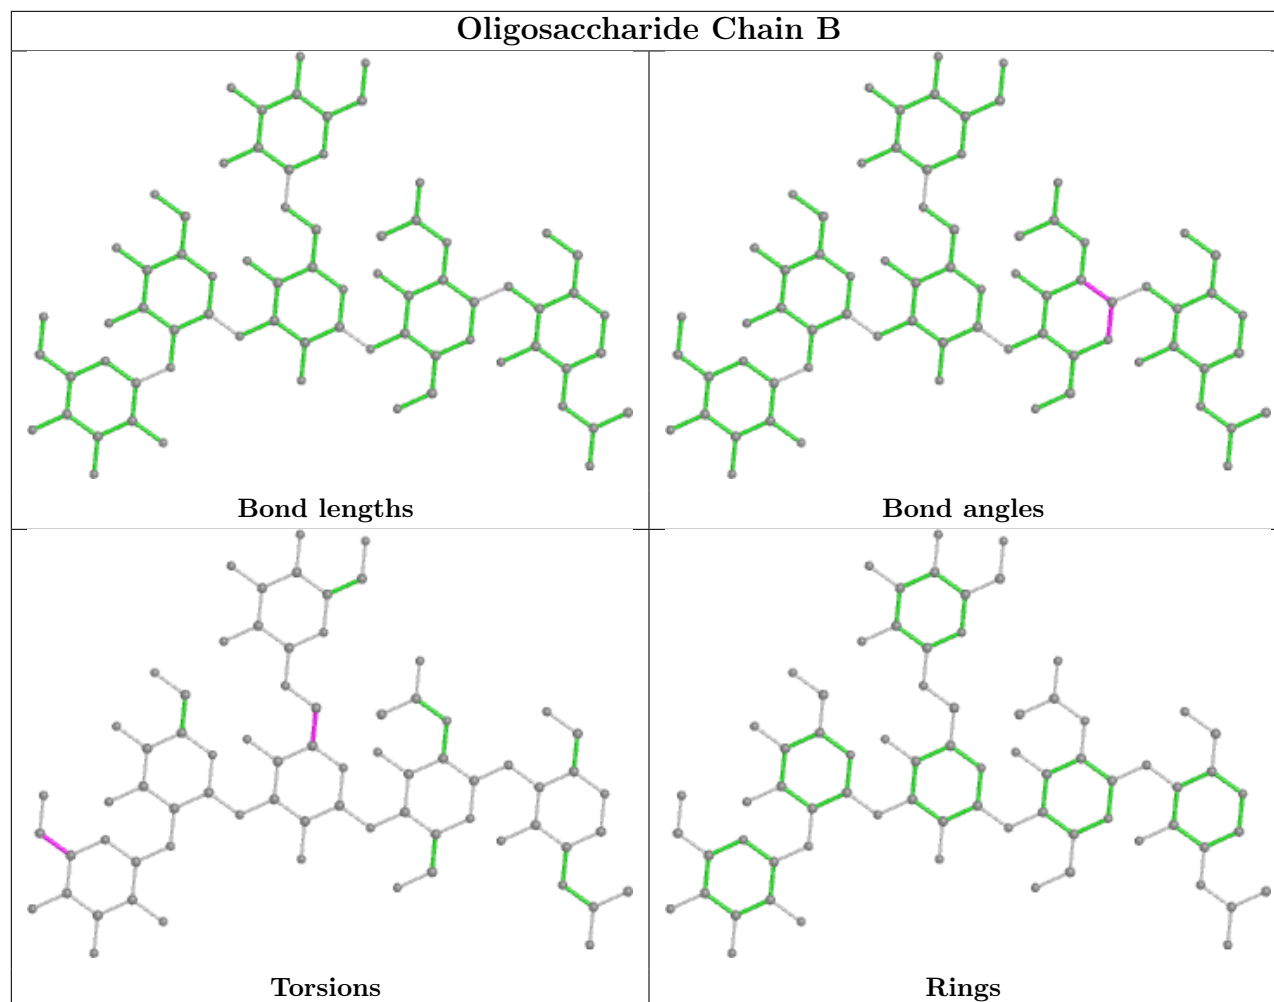 Oligosaccharide Chain B
Bond lengths
Bond angles
Torsions
Rings